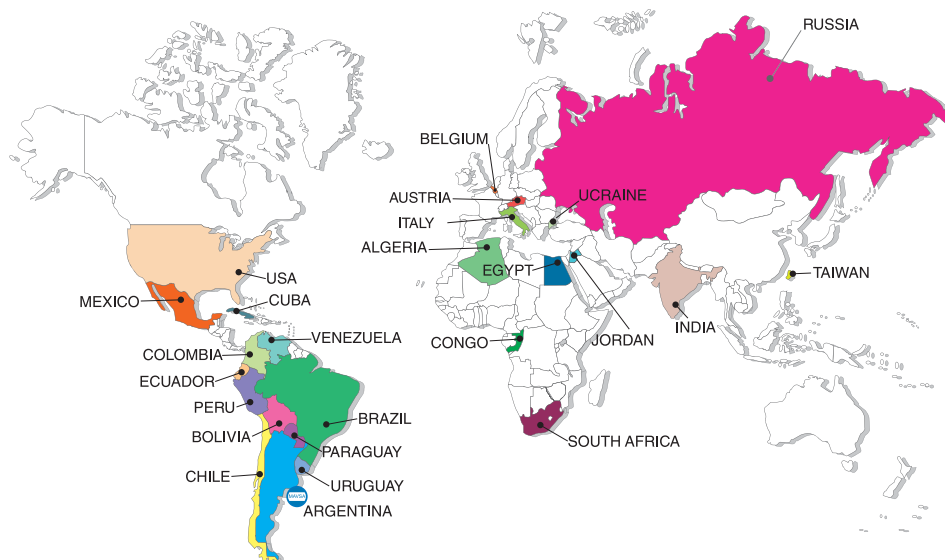 RUSSIA
BELGIUM
AUSTRIA
UCRAINE
ITALY
ALGERIA
EGYPT
TAIWAN
USA
MEXICO
CUBA
INDIA
VENEZUELA
CONGO
JORDAN
COLOMBIA
ECUADOR
PERU
BRAZIL
BOLIVIA
SOUTH AFRICA
PARAGUAY
CHILE
URUGUAY
MAVSA
ARGENTINA